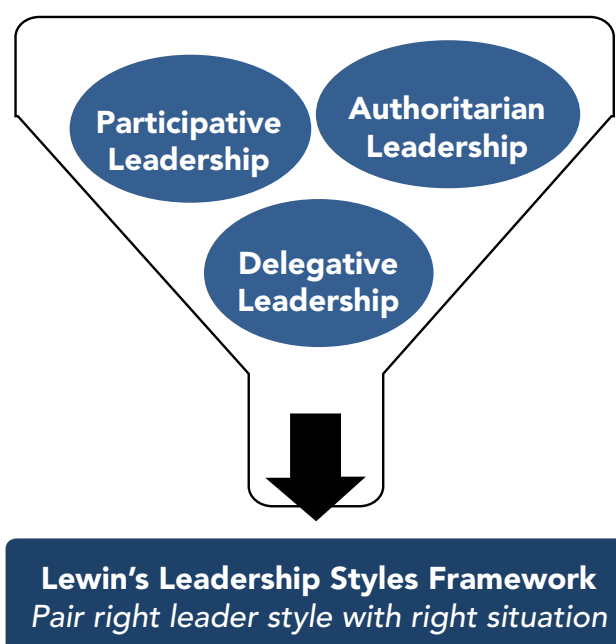 Participative
Leadership
Authoritarian
Leadership
Delegative
Leadership
Lewin’s Leadership Styles Framework
Pair right leader style with right situation